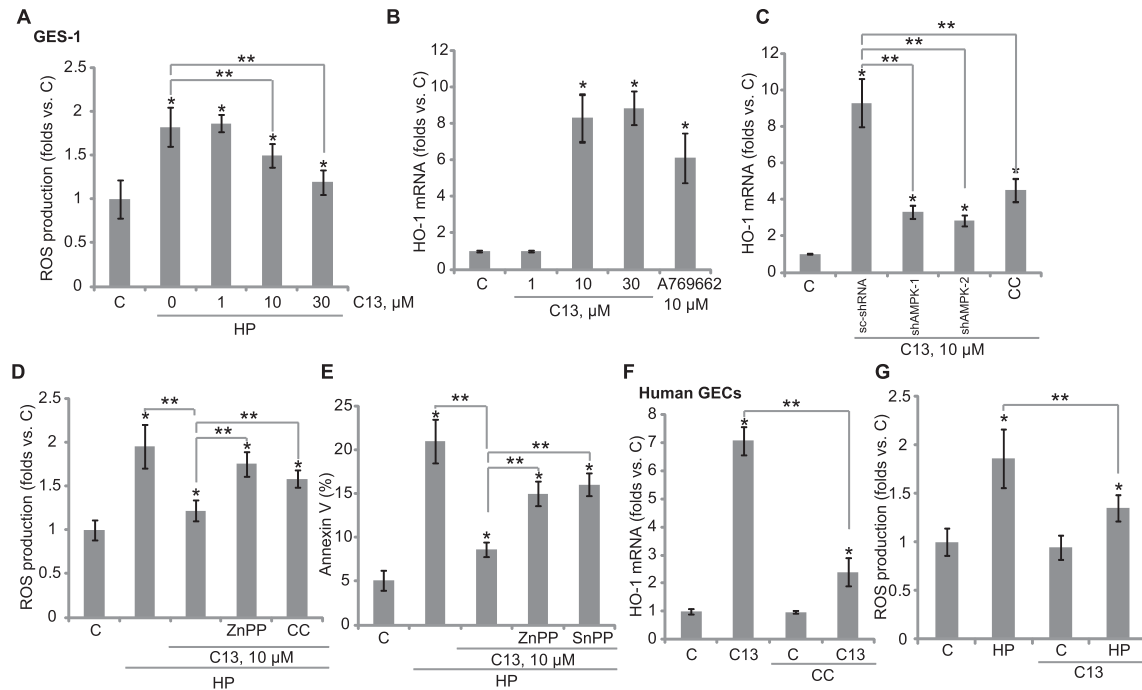 A
GES-1
ROS production (folds vs. C)
2.5
2
1.5
1
0.5
0
*
*
*
*
**
**
C
0
1
10
30
C13, μM
HP
B
HO-1 mRNA (folds vs. C)
12
10
8
6
4
2
0
*
*
*
C
1
10
30
A769662
C13, μM
10 μM
C
HO-1 mRNA (folds vs. C)
12
10
8
6
4
2
0
**
**
**
*
*
*
*
C
sc-shRNA
shAMPK-1
shAMPK-2
CC
C13, 10 μM
D
ROS production (folds vs. C)
2.5
2
1.5
1
0.5
0
**
**
**
*
*
*
*
C
ZnPP
CC
C13, 10 μM
HP
E
Annexin V (%)
25
20
15
10
5
0
**
**
**
*
*
*
*
C
ZnPP
SnPP
C13, 10 μM
HP
F
Human GECs
HO-1 mRNA (folds vs. C)
8
7
6
5
4
3
2
1
0
**
*
*
C
C13
C
C13
CC
G
ROS production (folds vs. C)
2.5
2
1.5
1
0.5
0
**
*
*
C
HP
C
HP
C13